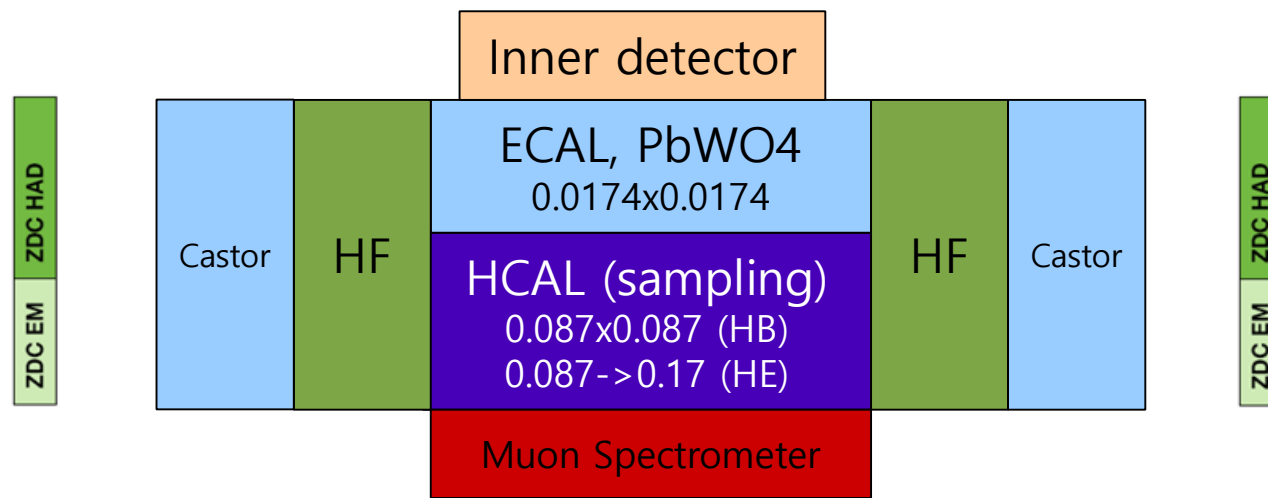 Inner detector
ECAL, PbWO4
0.0174x0.0174
ZDC HAD
ZDC EM
Castor
HF
HCAL (sampling)
0.087x0.087 (HB)
0.087->0.17 (HE)
HF
Castor
ZDC HAD
ZDC EM
Muon Spectrometer